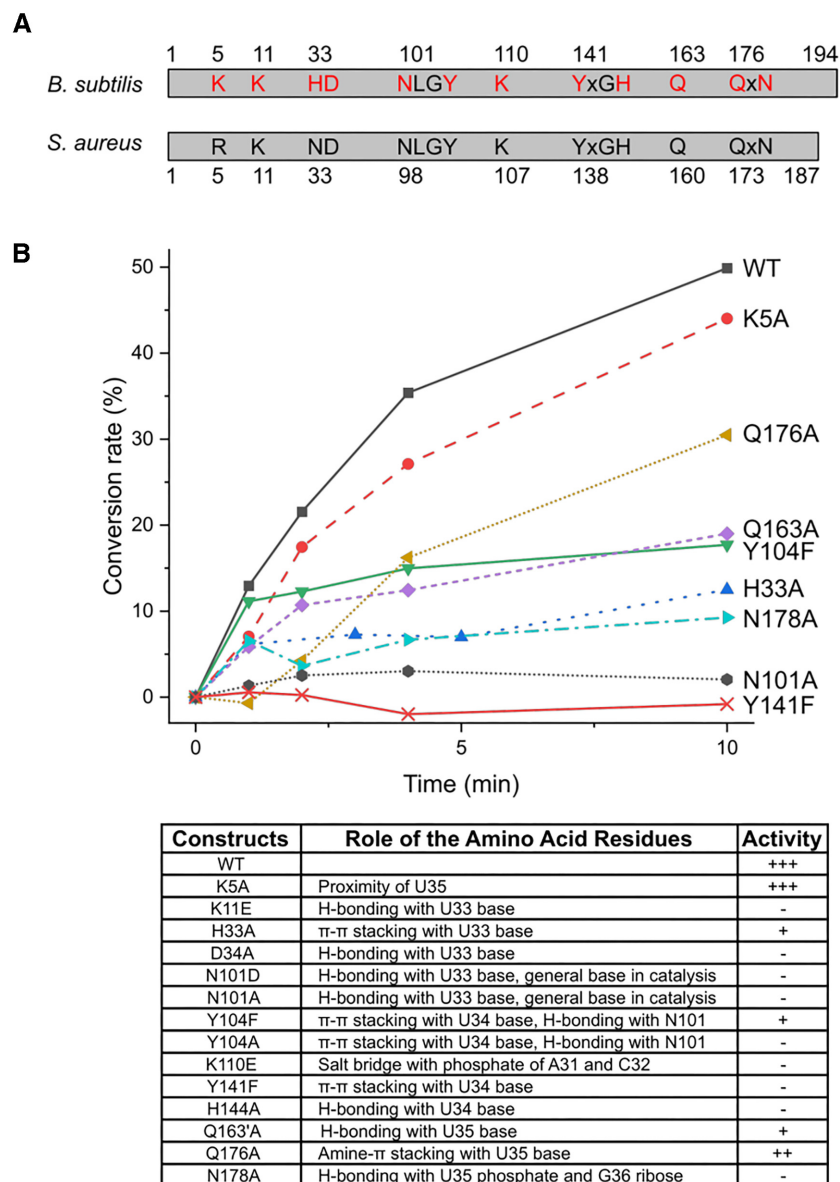 A
1 5 11 33 101 110 141 163 176 194
B. subtilis K K HD NLGY K YxGH Q QxN
S. aureus R K ND NLGY K YxGH Q QxN
1 5 11 33 98 107 138 160 173 187
B
50
40
30
20
10
0
Conversion rate (%)
WT
K5A
Q176A
Q163A
Y104F
H33A
N178A
N101A
Y141F
0 5 10
Time (min)
Constructs Role of the Amino Acid Residues Activity
WT +++
K5A Proximity of U35 +++
K11E H-bonding with U33 base -
H33A π-π stacking with U33 base +
D34A H-bonding with U33 base -
N101D H-bonding with U33 base, general base in catalysis -
N101A H-bonding with U33 base, general base in catalysis -
Y104F π-π stacking with U34 base, H-bonding with N101 +
Y104A π-π stacking with U34 base, H-bonding with N101 -
K110E Salt bridge with phosphate of A31 and C32 -
Y141F π-π stacking with U34 base -
H144A H-bonding with U34 base -
Q163'A H-bonding with U35 base +
Q176A Amine-π stacking with U35 base ++
N178A H-bonding with U35 phosphate and G36 ribose -